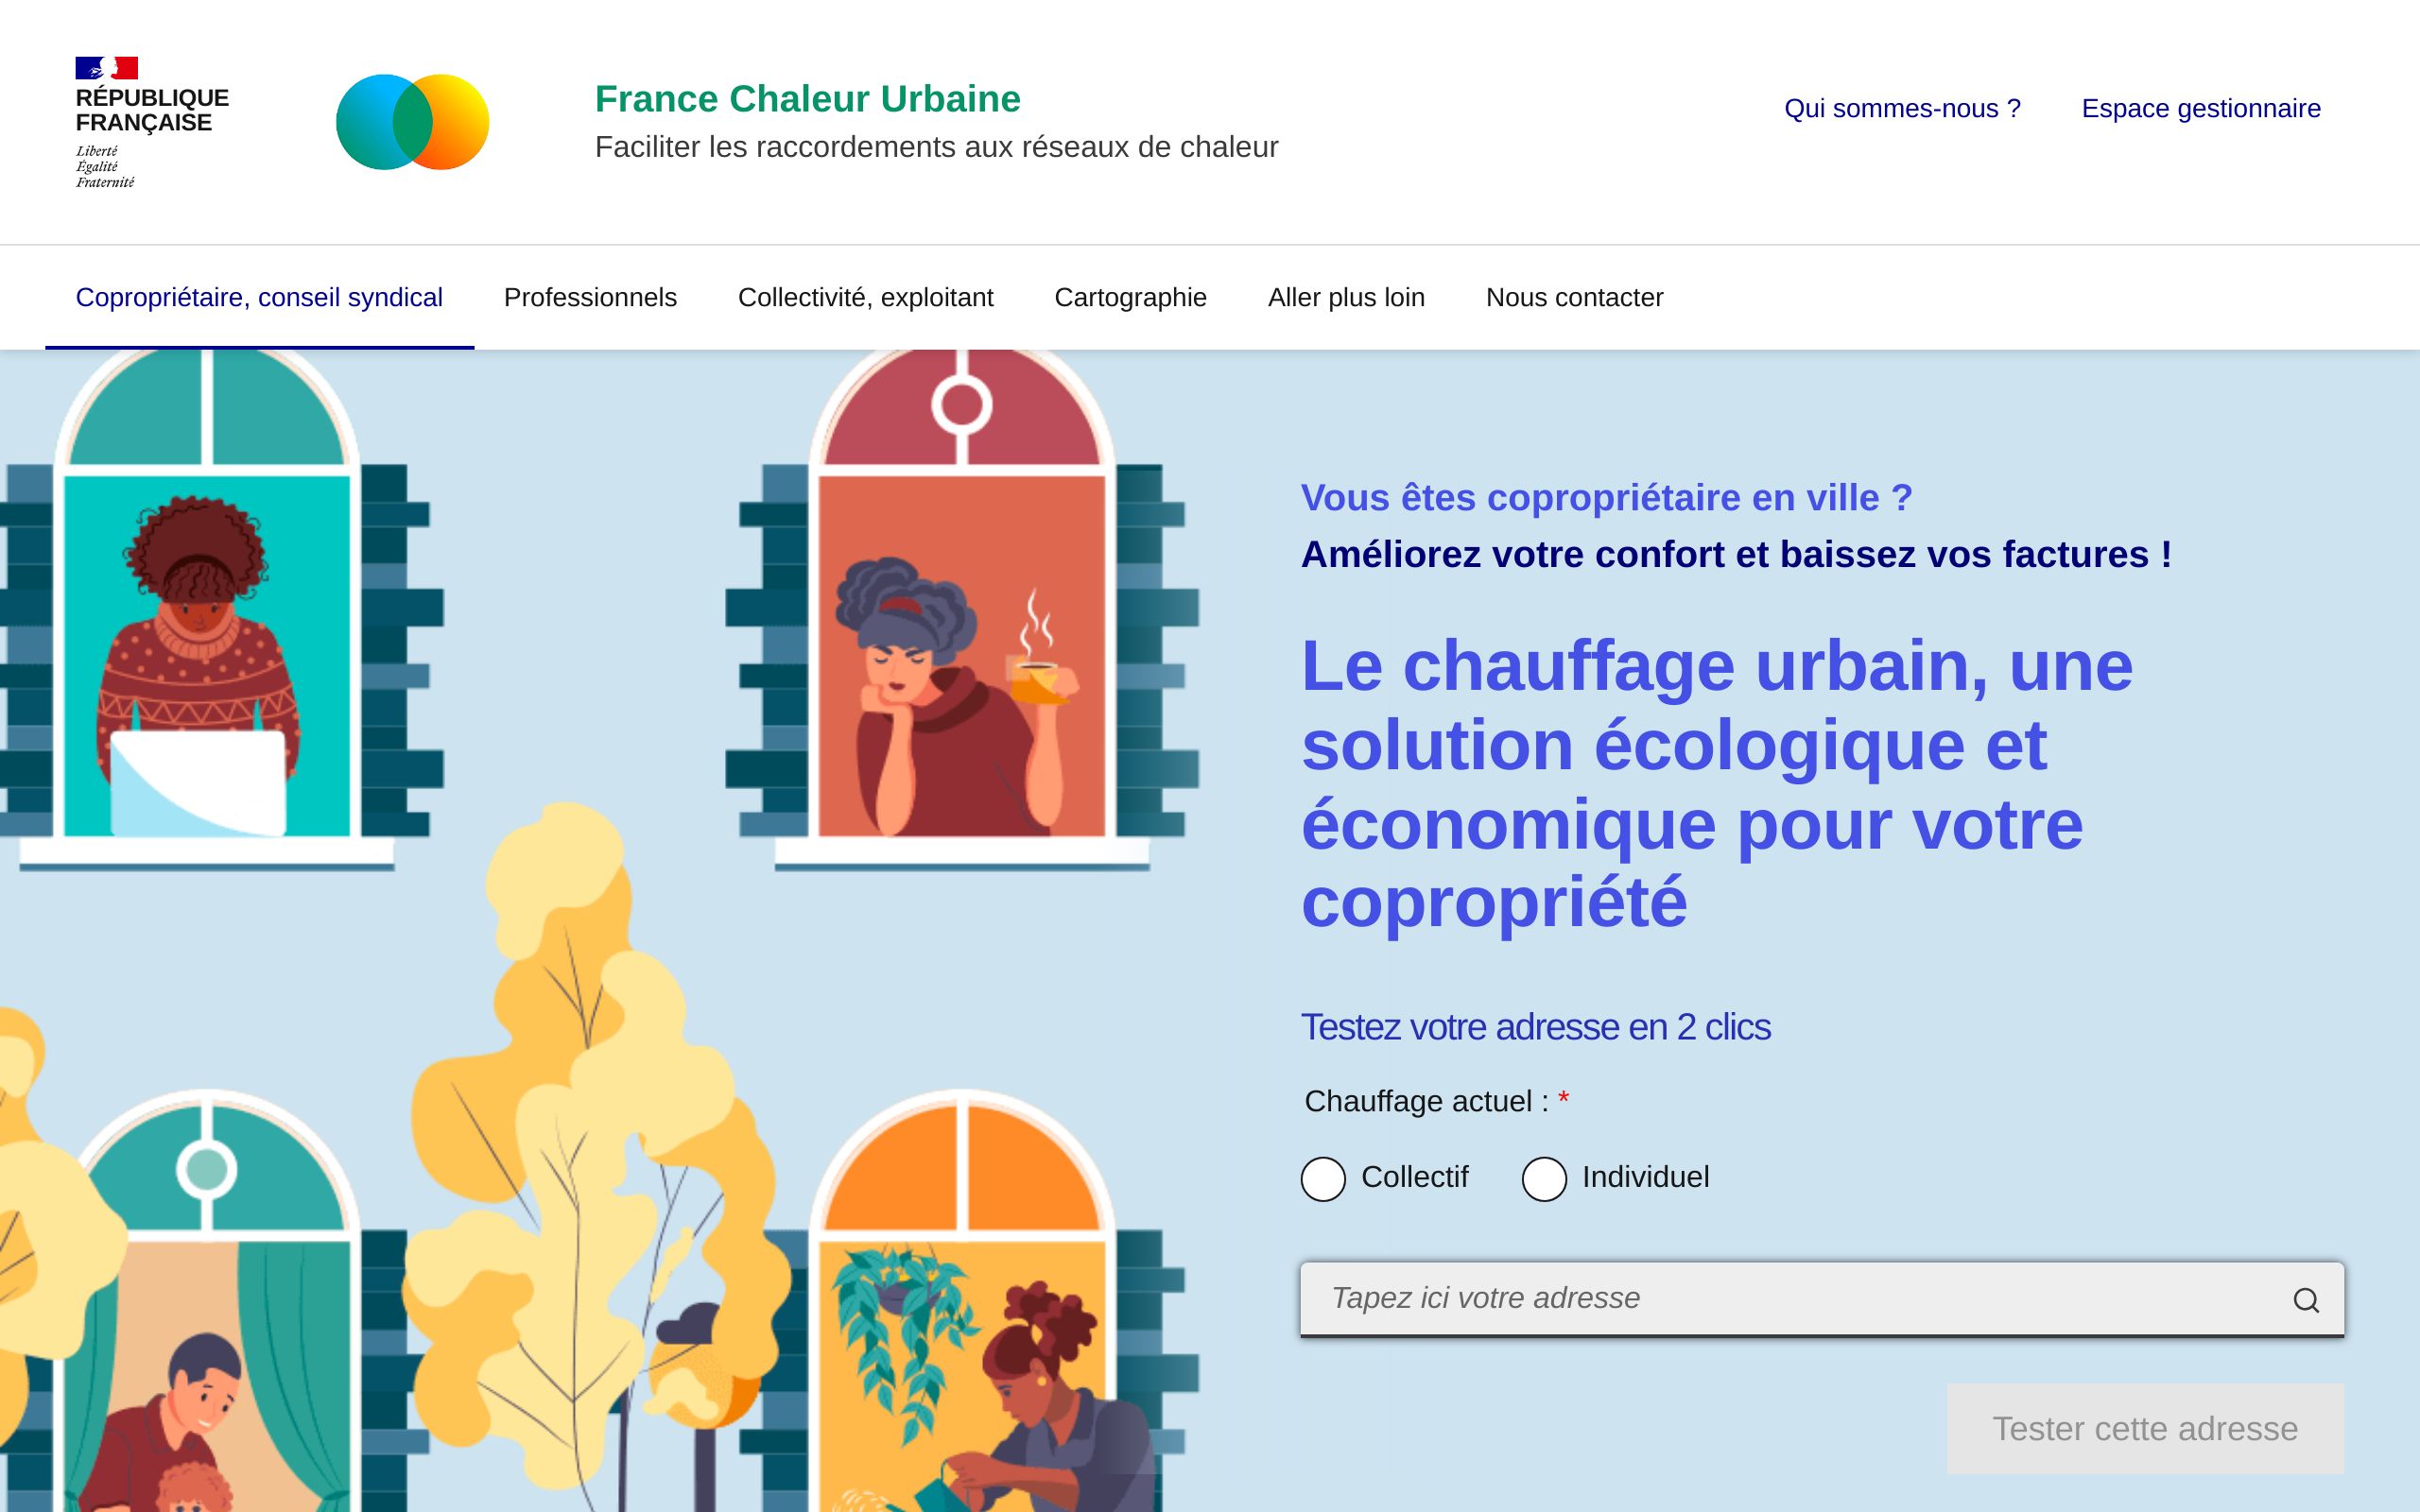 RÉPUBLIQUE
FRANÇAISE
Liberté
Égalité
Fraternité
France Chaleur Urbaine
Faciliter les raccordements aux réseaux de chaleur
Qui sommes-nous ?
Espace gestionnaire
Copropriétaire, conseil syndical
Professionnels
Collectivité, exploitant
Cartographie
Aller plus loin
Nous contacter
Vous êtes copropriétaire en ville ?
Améliorez votre confort et baissez vos factures !
Le chauffage urbain, une
solution écologique et
économique pour votre
copropriété
Testez votre adresse en 2 clics
Chauffage actuel : *
Collectif
Individuel
Tapez ici votre adresse
Tester cette adresse